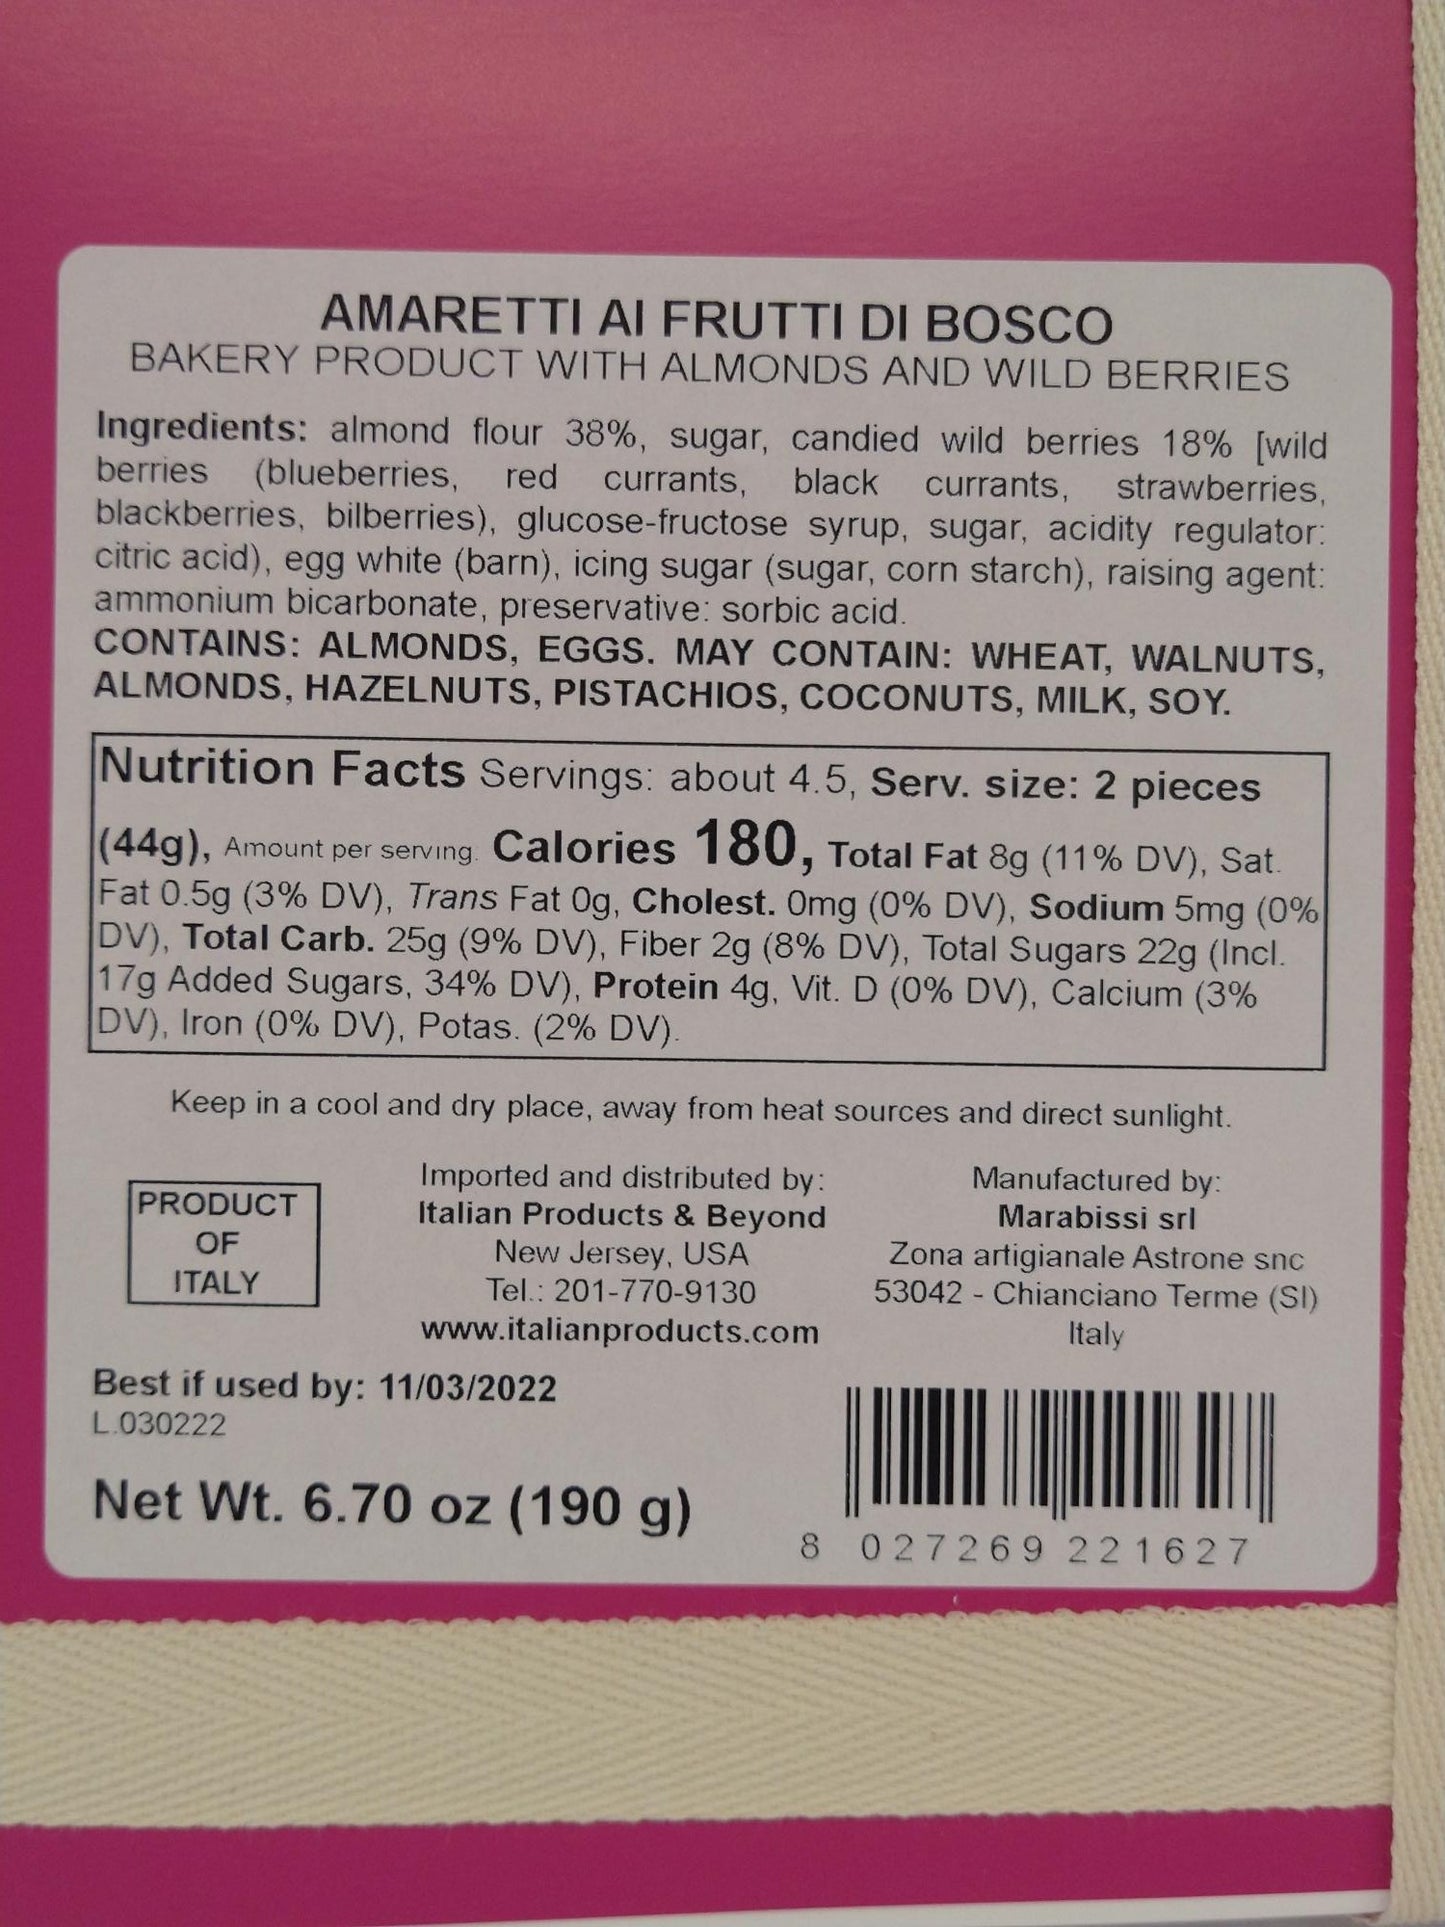 AMARETTI AI FRUTTI DI BOSCO
BAKERY PRODUCT WITH ALMONDS AND WILD BERRIES
Ingredients: almond flour 38%, sugar, candied wild berries 18% [wild
berries (blueberries, red currants, black currants, strawberries,
blackberries, bilberries), glucose-fructose syrup, sugar, acidity regulator:
citric acid), egg white (barn), icing sugar (sugar, corn starch), raising agent:
ammonium bicarbonate, preservative: sorbic acid.
CONTAINS: ALMONDS, EGGS. MAY CONTAIN: WHEAT, WALNUTS,
ALMONDS, HAZELNUTS, PISTACHIOS, COCONUTS, MILK, SOY.
Nutrition Facts Servings: about 4.5, Serv. size: 2 pieces
(44g), Amount per serving. Calories 180, Total Fat 8g (11% DV), Sat.
Fat 0.5g (3% DV), Trans Fat 0g, Cholest. 0mg (0% DV), Sodium 5mg (0%
DV), Total Carb. 25g (9% DV), Fiber 2g (8% DV), Total Sugars 22g (Incl.
17g Added Sugars, 34% DV), Protein 4g, Vit. D (0% DV), Calcium (3%
DV), Iron (0% DV), Potas. (2% DV).
Keep in a cool and dry place, away from heat sources and direct sunlight.
PRODUCT
OF
ITALY
Imported and distributed by:
Italian Products & Beyond
New Jersey, USA
Tel.: 201-770-9130
www.italianproducts.com
Manufactured by:
Marabissi srl
Zona artigianale Astrone snc
53042 - Chianciano Terme (SI)
Italy
Best if used by: 11/03/2022
L.030222
Net Wt. 6.70 oz (190 g)
8 027269 221627